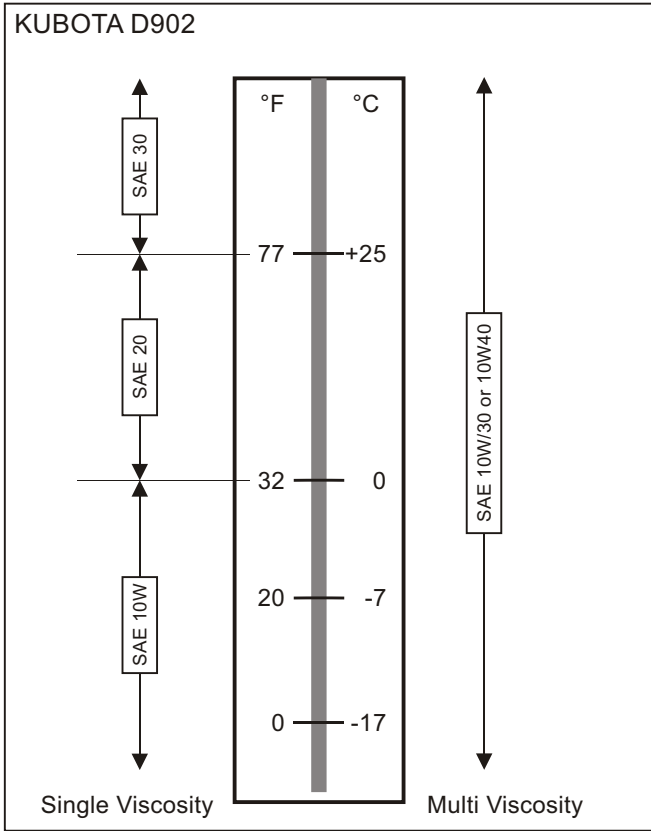 KUBOTA D902
°F °C
SAE 30
77 +25
SAE 20
SAE 10W/30 or 10W40
32 0
SAE 10W
20 -7
0 -17
Single Viscosity
Multi Viscosity